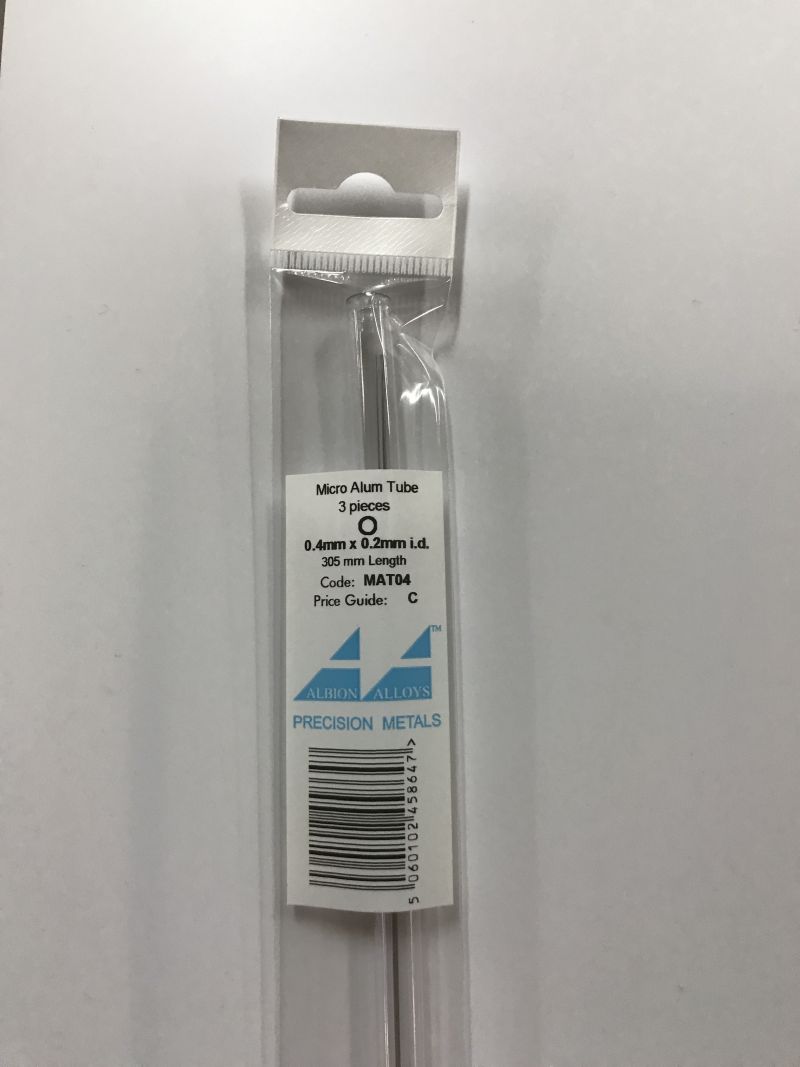 Micro Alum Tube
3 pieces
0.4mm x 0.2mm i.d.
305 mm Length
Code: MAT04
Price Guide: C
TM
ALBION ALLOYS
PRECISION METALS
5 060102 458647 >